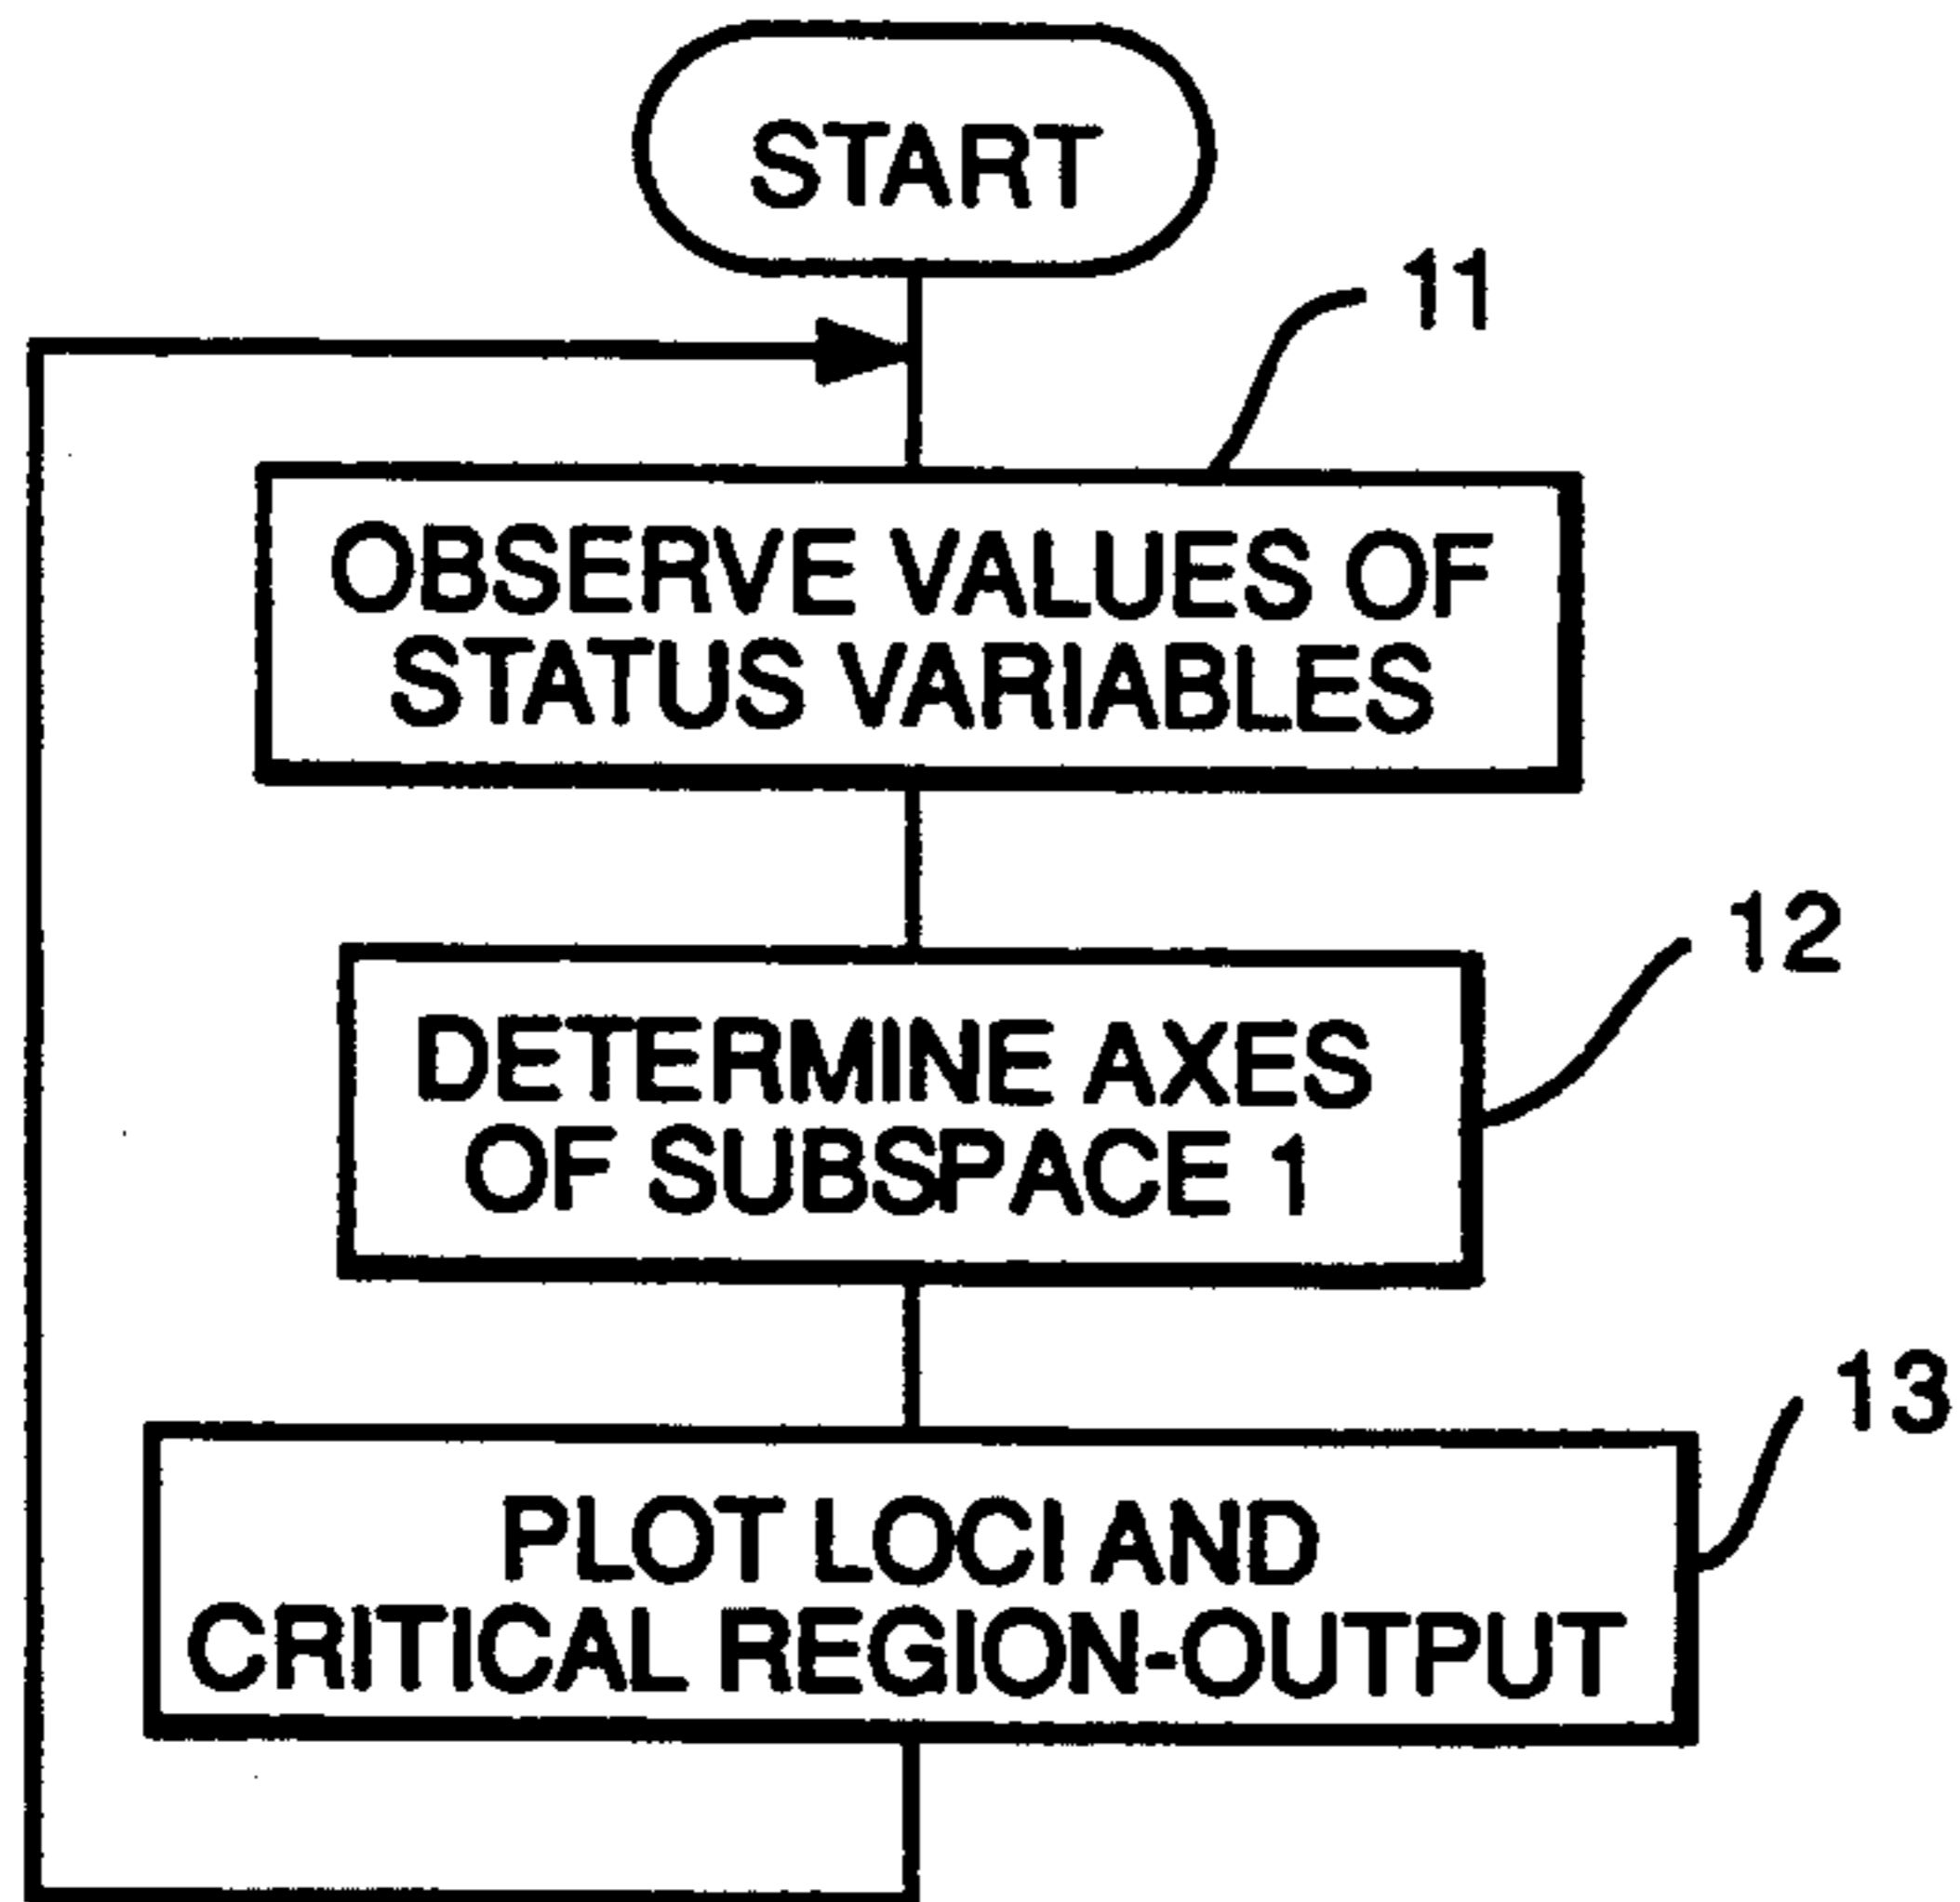 START
11
OBSERVE VALUES OF
STATUS VARIABLES
12
DETERMINE AXES
OF SUBSPACE 1
13
PLOT LOCI AND
CRITICAL REGION-OUTPUT